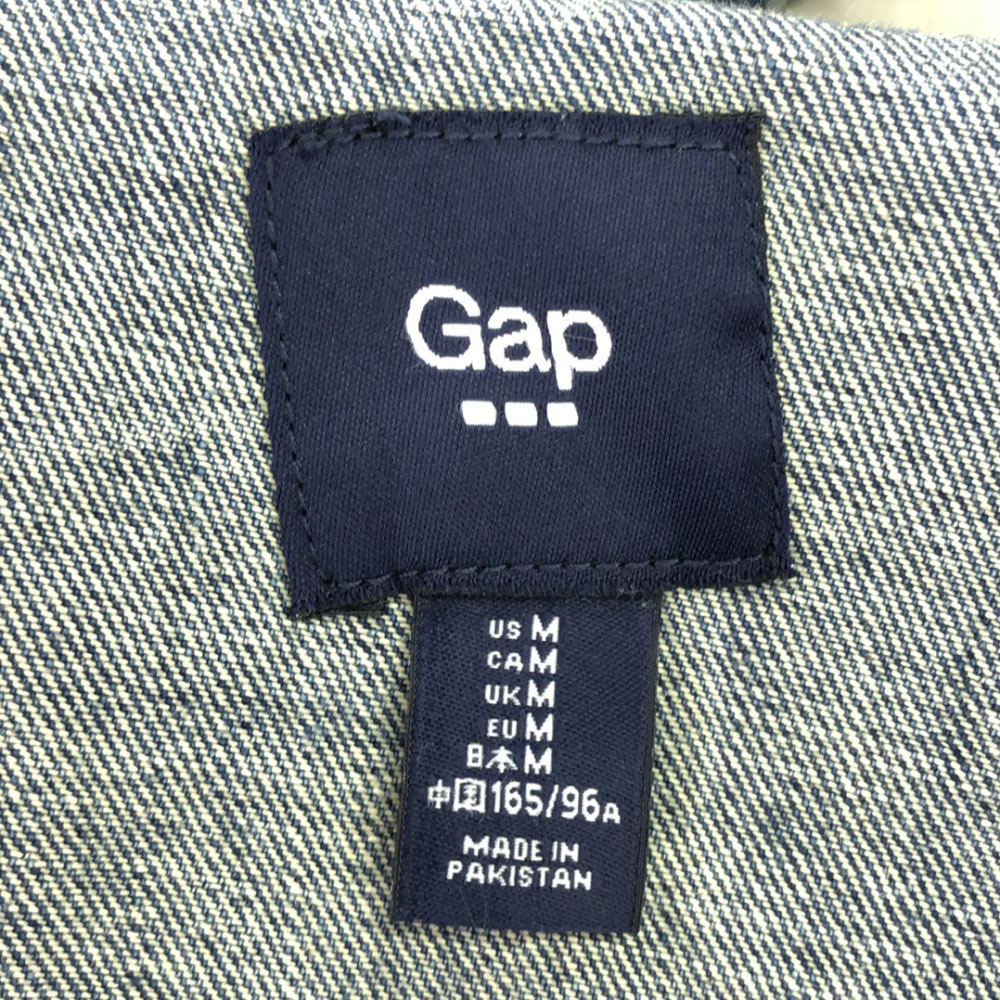 Gap
US M
CA M
UK M
EU M
日本 M
中国 165/96A
MADE IN
PAKISTAN